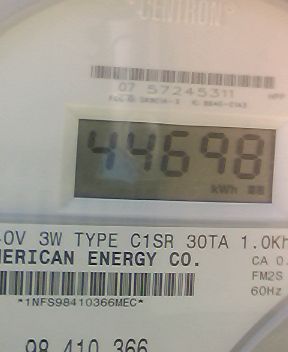 CENTRON®
07 57245311
44698
kWh
0V 3W TYPE C1SR 30TA 1.0Kh
MERICAN ENERGY CO.
CA 0.
FM2S
*1NFS98410366MEC*
60Hz
98 410 366